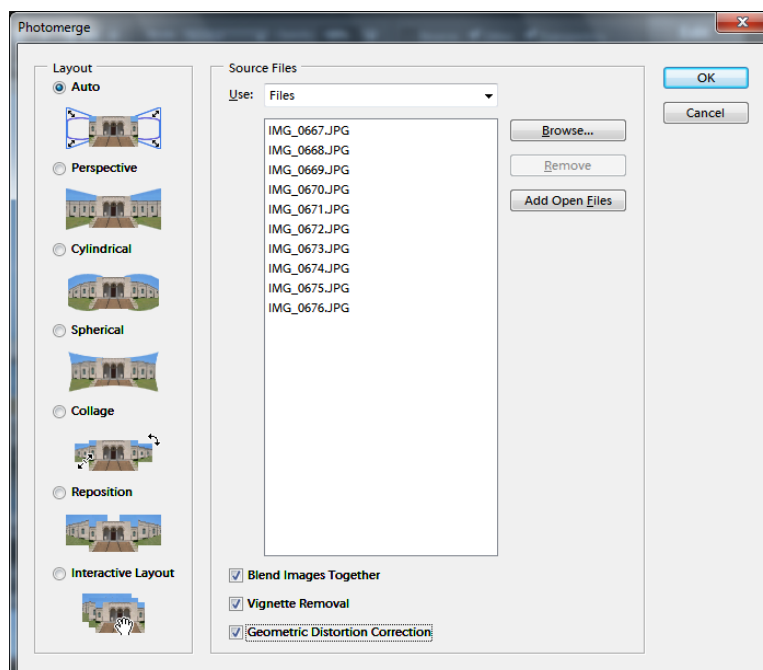 Photomerge
Layout
Auto
Perspective
Cylindrical
Spherical
Collage
Reposition
Interactive Layout
Source Files
Use: Files
IMG_0667.JPG
IMG_0668.JPG
IMG_0669.JPG
IMG_0670.JPG
IMG_0671.JPG
IMG_0672.JPG
IMG_0673.JPG
IMG_0674.JPG
IMG_0675.JPG
IMG_0676.JPG
Browse...
Remove
Add Open Files
Blend Images Together
Vignette Removal
Geometric Distortion Correction
OK
Cancel